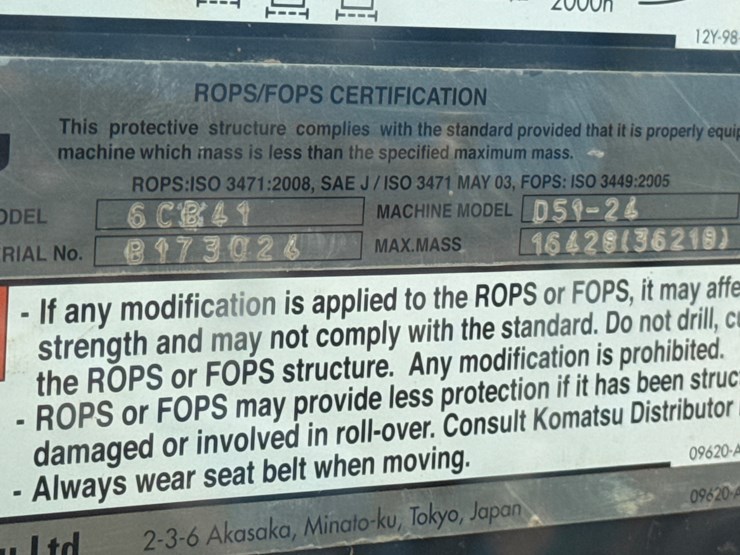 2000h
12Y-98
ROPS/FOPS CERTIFICATION
This protective structure complies with the standard provided that it is properly equip
machine which mass is less than the specified maximum mass.
ROPS:ISO 3471:2008, SAE J / ISO 3471 MAY 03, FOPS: ISO 3449:2005
ODEL 6CB41 MACHINE MODEL D51-24
RIAL No. B173024 MAX.MASS
- If any modification is applied to the ROPS or FOPS, it may affe
strength and may not comply with the standard. Do not drill, c
the ROPS or FOPS structure. Any modification is prohibited.
- ROPS or FOPS may provide less protection if it has been struc
damaged or involved in roll-over. Consult Komatsu Distributor
- Always wear seat belt when moving.
09620-A
09620-A
Ltd 2-3-6 Akasaka, Minato-ku, Tokyo, Japan